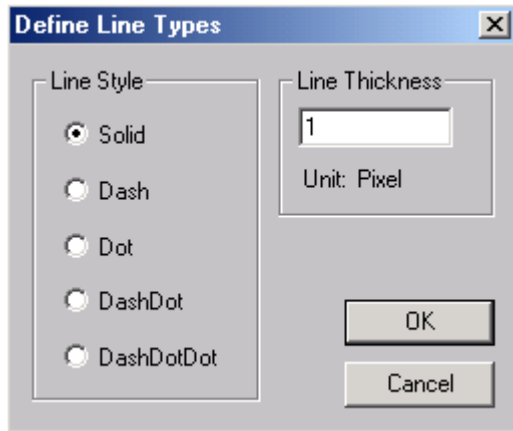 Define Line Types
Line Style
Solid
Dash
Dot
DashDot
DashDotDot
Line Thickness
1
Unit: Pixel
OK
Cancel